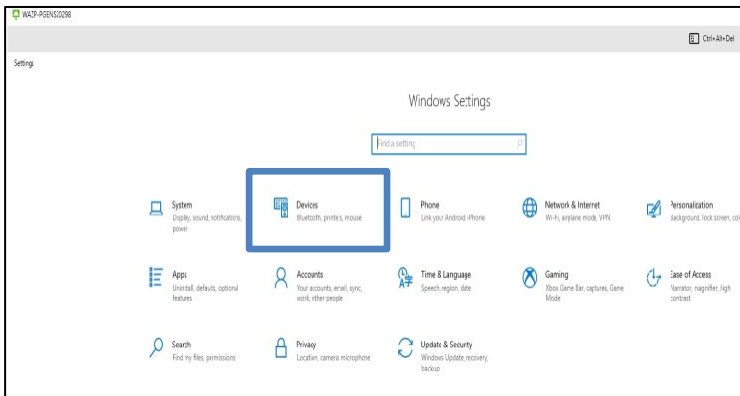 WAZP-PGENS20298
Ctrl+Alt+Del
Settings
Windows Settings
Find a setting
System
Display, sound, notifications,
power
Devices
Bluetooth, printers, mouse
Phone
Link your Android, iPhone
Network & Internet
Wi-Fi, airplane mode, VPN
Personalization
Background, lock screen, col
Apps
Uninstall, defaults, optional
features
Accounts
Your accounts, email, sync,
work, other people
Time & Language
Speech, region, date
Gaming
Xbox Game Bar, captures, Game
Mode
Ease of Access
Narrator, magnifier, high
contrast
Search
Find my files, permissions
Privacy
Location, camera microphone
Update & Security
Windows Update, recovery,
backup